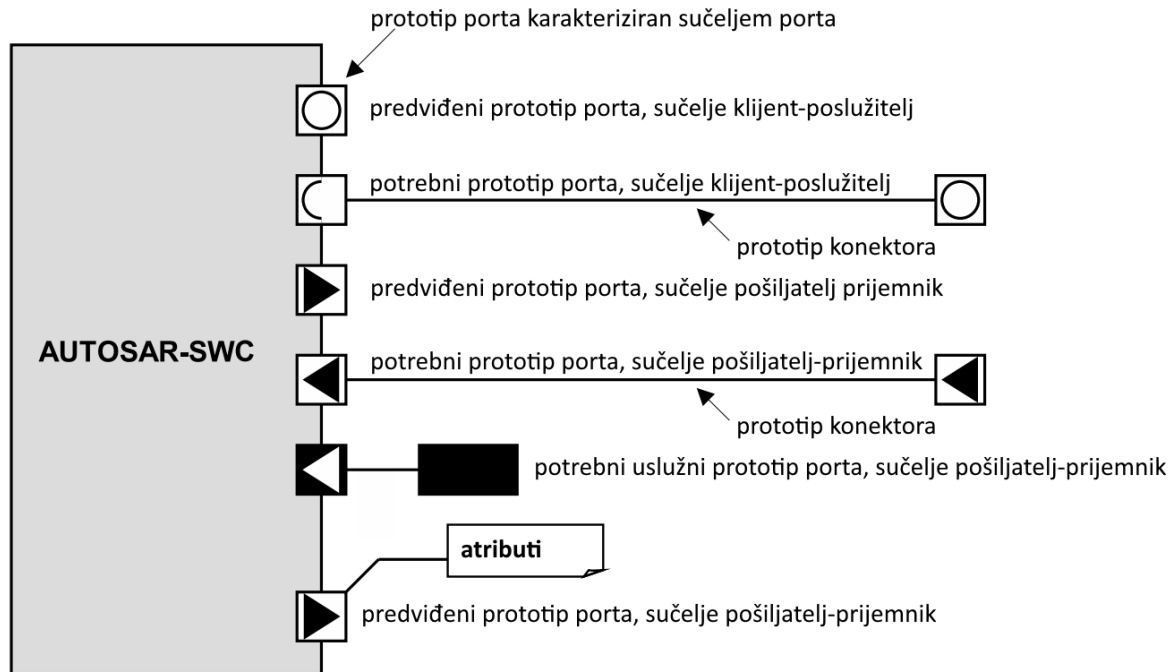 prototip porta karakteriziran sučeljem porta
predviđeni prototip porta, sučelje klijent-poslužitelj
potrebni prototip porta, sučelje klijent-poslužitelj
prototip konektora
predviđeni prototip porta, sučelje pošiljatelj prijemnik
AUTOSAR-SWC
potrebni prototip porta, sučelje pošiljatelj-prijemnik
prototip konektora
potrebni uslužni prototip porta, sučelje pošiljatelj-prijemnik
atributi
predviđeni prototip porta, sučelje pošiljatelj-prijemnik